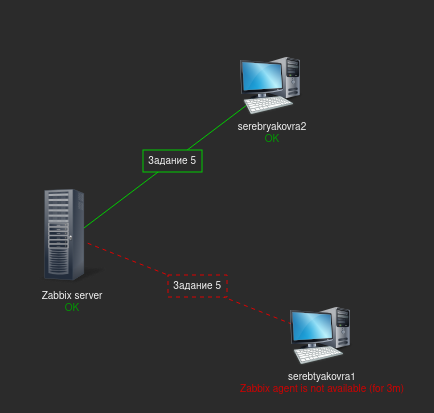 serebryakovra2
OK
Задание 5
Zabbix server
OK
Задание 5
serebtyakovra1
Zabbix agent is not available (for 3m)